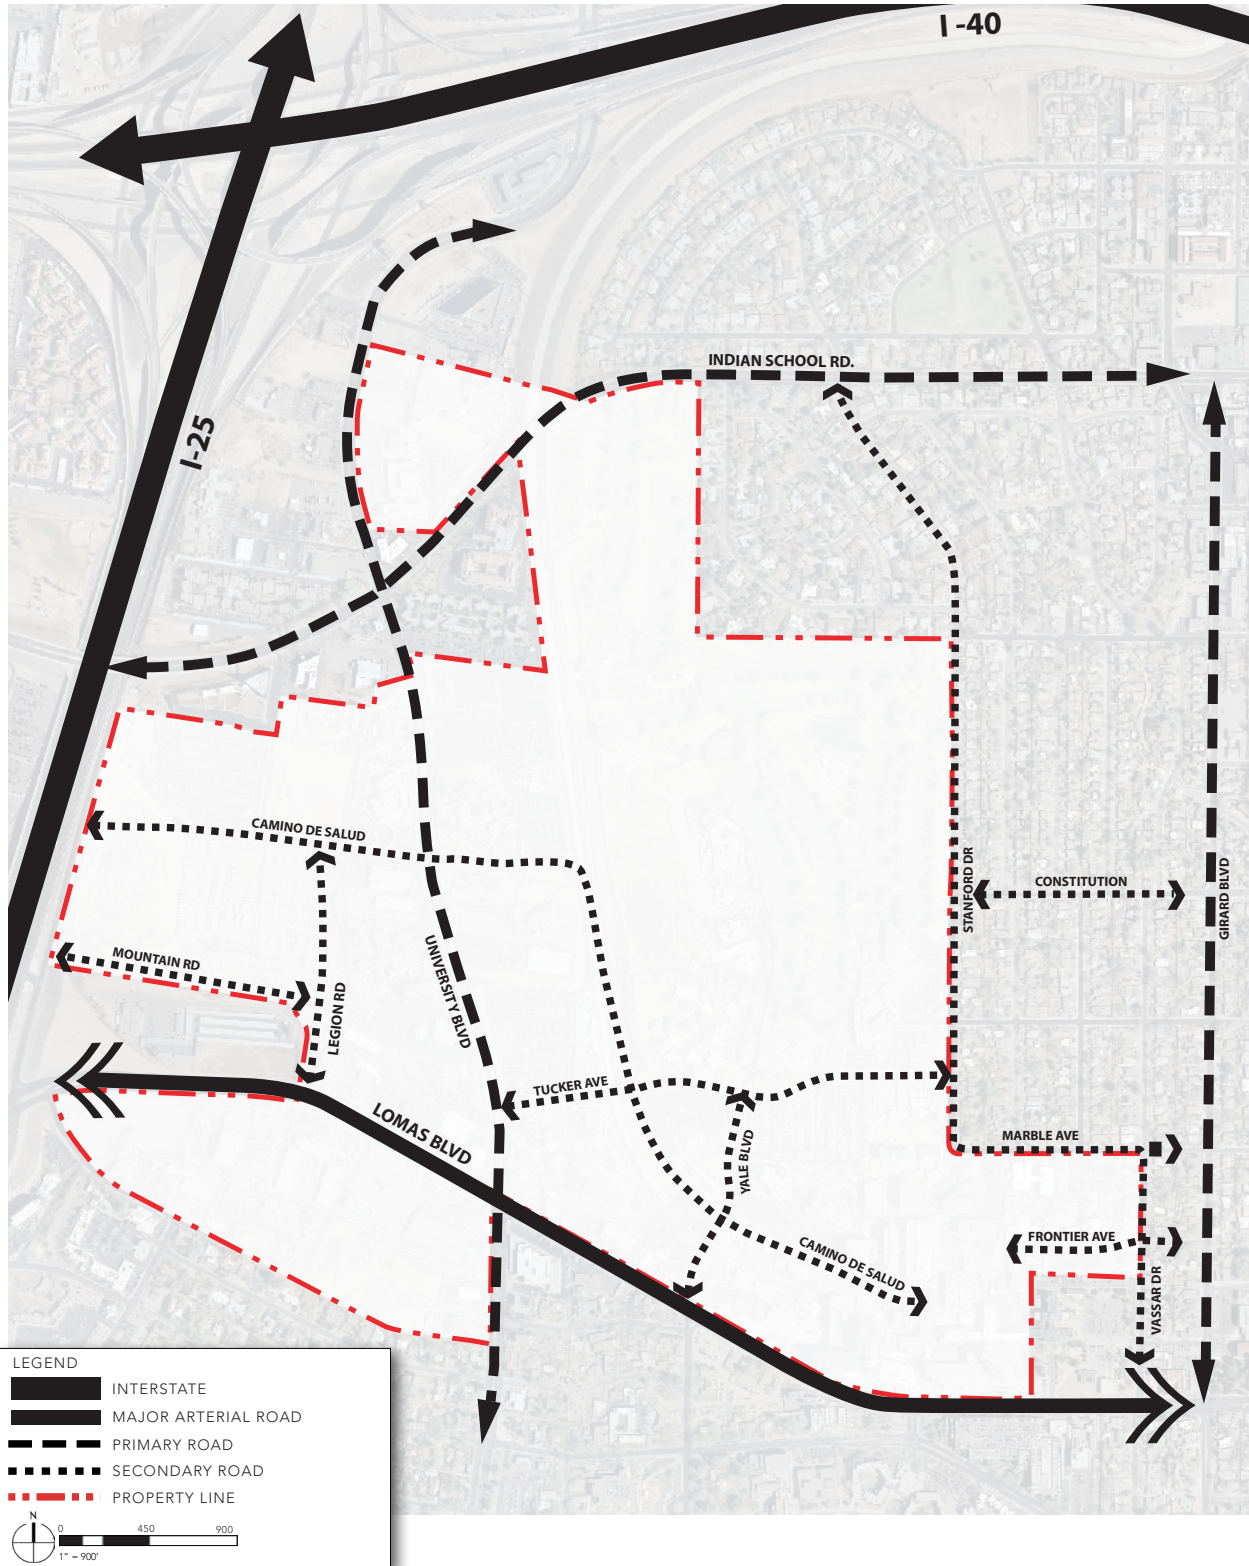 I -40
I-25
INDIAN SCHOOL RD.
CAMINO DE SALUD
STANFORD DR
CONSTITUTION
GIRARD BLVD
MOUNTAIN RD
LEGION RD
UNIVERSITY BLVD
TUCKER AVE
LOMAS BLVD
YALE BLVD
MARBLE AVE
CAMINO DE SALUD
FRONTIER AVE
VASSAR DR
LEGEND
INTERSTATE
MAJOR ARTERIAL ROAD
PRIMARY ROAD
SECONDARY ROAD
PROPERTY LINE
N
0 450 900
1" = 900'